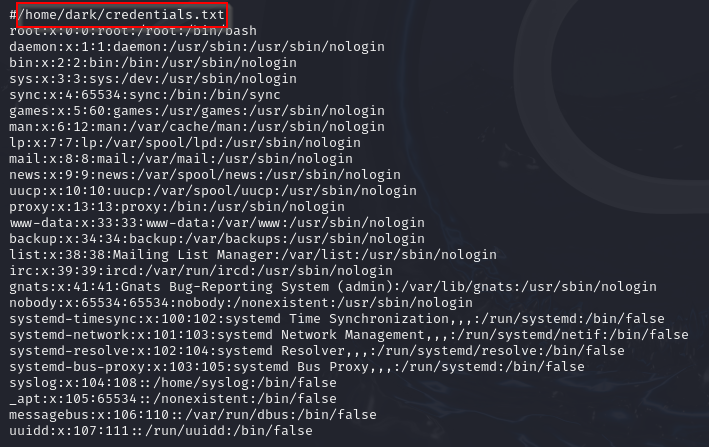 #/home/dark/credentials.txt
root:x:0:0:root:/root:/bin/bash
daemon:x:1:1:daemon:/usr/sbin:/usr/sbin/nologin
bin:x:2:2:bin:/bin:/usr/sbin/nologin
sys:x:3:3:sys:/dev:/usr/sbin/nologin
sync:x:4:65534:sync:/bin:/bin/sync
games:x:5:60:games:/usr/games:/usr/sbin/nologin
man:x:6:12:man:/var/cache/man:/usr/sbin/nologin
lp:x:7:7:lp:/var/spool/lpd:/usr/sbin/nologin
mail:x:8:8:mail:/var/mail:/usr/sbin/nologin
news:x:9:9:news:/var/spool/news:/usr/sbin/nologin
uucp:x:10:10:uucp:/var/spool/uucp:/usr/sbin/nologin
proxy:x:13:13:proxy:/bin:/usr/sbin/nologin
www-data:x:33:33:www-data:/var/www:/usr/sbin/nologin
backup:x:34:34:backup:/var/backups:/usr/sbin/nologin
list:x:38:38:Mailing List Manager:/var/list:/usr/sbin/nologin
irc:x:39:39:ircd:/var/run/ircd:/usr/sbin/nologin
gnats:x:41:41:Gnats Bug-Reporting System (admin):/var/lib/gnats:/usr/sbin/nologin
nobody:x:65534:65534:nobody:/nonexistent:/usr/sbin/nologin
systemd-timesync:x:100:102:systemd Time Synchronization,,,:/run/systemd:/bin/false
systemd-network:x:101:103:systemd Network Management,,,:/run/systemd/netif:/bin/false
systemd-resolve:x:102:104:systemd Resolver,,,:/run/systemd/resolve:/bin/false
systemd-bus-proxy:x:103:105:systemd Bus Proxy,,,:/run/systemd:/bin/false
syslog:x:104:108::/home/syslog:/bin/false
_apt:x:105:65534::/nonexistent:/bin/false
messagebus:x:106:110::/var/run/dbus:/bin/false
uuidd:x:107:111::/run/uuidd:/bin/false